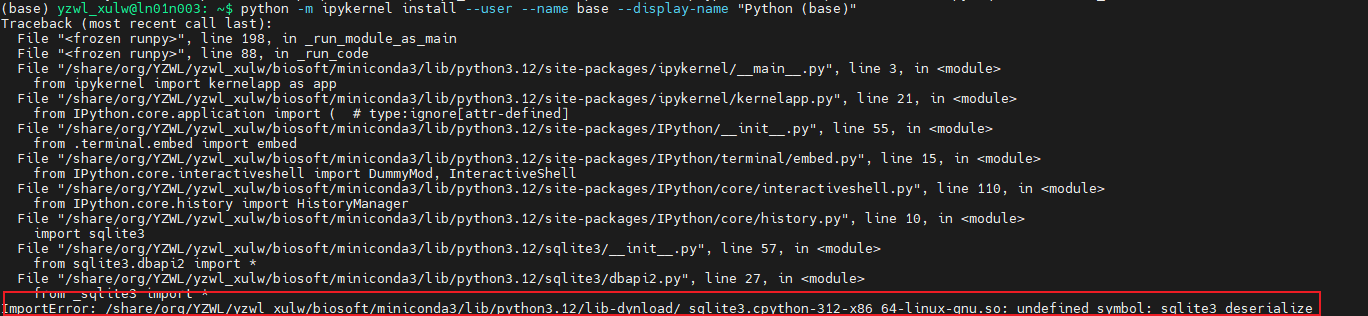 (base) yzwl_xulw@ln01n003: ~$ python -m ipykernel install --user --name base --display-name "Python (base)"
Traceback (most recent call last):
  File "<frozen runpy>", line 198, in _run_module_as_main
  File "<frozen runpy>", line 88, in _run_code
  File "/share/org/YZWL/yzwl_xulw/biosoft/miniconda3/lib/python3.12/site-packages/ipykernel/__main__.py", line 3, in <module>
    from ipykernel import kernelapp as app
  File "/share/org/YZWL/yzwl_xulw/biosoft/miniconda3/lib/python3.12/site-packages/ipykernel/kernelapp.py", line 21, in <module>
    from IPython.core.application import (  # type:ignore[attr-defined]
  File "/share/org/YZWL/yzwl_xulw/biosoft/miniconda3/lib/python3.12/site-packages/IPython/__init__.py", line 55, in <module>
    from .terminal.embed import embed
  File "/share/org/YZWL/yzwl_xulw/biosoft/miniconda3/lib/python3.12/site-packages/IPython/terminal/embed.py", line 15, in <module>
    from IPython.core.interactiveshell import DummyMod, InteractiveShell
  File "/share/org/YZWL/yzwl_xulw/biosoft/miniconda3/lib/python3.12/site-packages/IPython/core/interactiveshell.py", line 110, in <module>
    from IPython.core.history import HistoryManager
  File "/share/org/YZWL/yzwl_xulw/biosoft/miniconda3/lib/python3.12/site-packages/IPython/core/history.py", line 10, in <module>
    import sqlite3
  File "/share/org/YZWL/yzwl_xulw/biosoft/miniconda3/lib/python3.12/sqlite3/__init__.py", line 57, in <module>
    from sqlite3.dbapi2 import *
  File "/share/org/YZWL/yzwl_xulw/biosoft/miniconda3/lib/python3.12/sqlite3/dbapi2.py", line 27, in <module>
    from _sqlite3 import *
ImportError: /share/org/YZWL/yzwl_xulw/biosoft/miniconda3/lib/python3.12/lib-dynload/_sqlite3.cpython-312-x86_64-linux-gnu.so: undefined symbol: sqlite3_deserialize